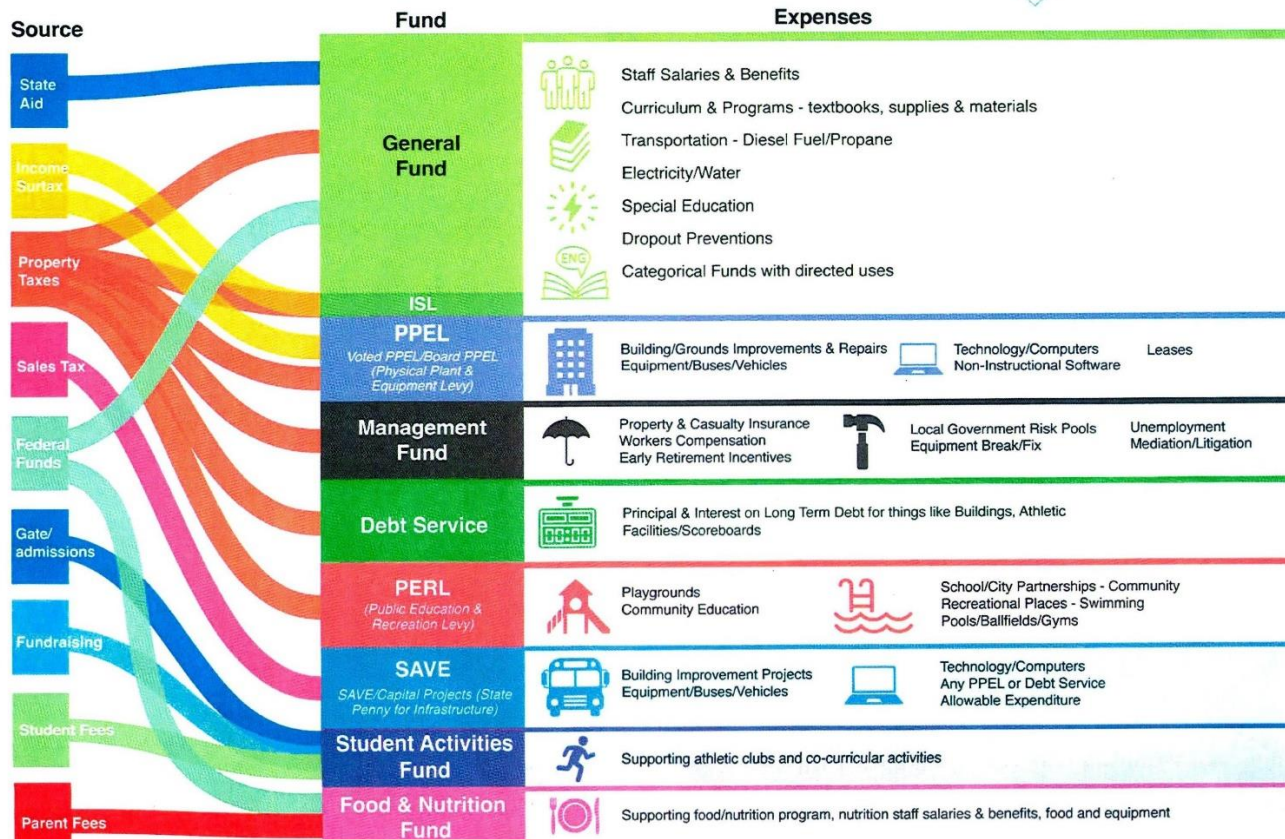 Source
Fund
Expenses
State
Aid
Income
Surtax
Property
Taxes
Sales Tax
Federal
Funds
Gate/
admissions
Fundraising
Student Fees
Parent Fees
General
Fund
Staff Salaries & Benefits
Curriculum & Programs - textbooks, supplies & materials
Transportation - Diesel Fuel/Propane
Electricity/Water
Special Education
Dropout Preventions
Categorical Funds with directed uses
ENG
ISL
PPEL
Voted PPEL/Board PPEL
(Physical Plant &
Equipment Levy)
Building/Grounds Improvements & Repairs
Equipment/Buses/Vehicles
Technology/Computers
Non-Instructional Software
Leases
Management
Fund
Property & Casualty Insurance
Workers Compensation
Early Retirement Incentives
Local Government Risk Pools
Equipment Break/Fix
Unemployment
Mediation/Litigation
Debt Service
00:00
Principal & Interest on Long Term Debt for things like Buildings, Athletic
Facilities/Scoreboards
PERL
(Public Education &
Recreation Levy)
Playgrounds
Community Education
School/City Partnerships - Community
Recreational Places - Swimming
Pools/Ballfields/Gyms
SAVE
SAVE/Capital Projects (State
Penny for Infrastructure)
Building Improvement Projects
Equipment/Buses/Vehicles
Technology/Computers
Any PPEL or Debt Service
Allowable Expenditure
Student Activities
Fund
Supporting athletic clubs and co-curricular activities
Food & Nutrition
Fund
Supporting food/nutrition program, nutrition staff salaries & benefits, food and equipment